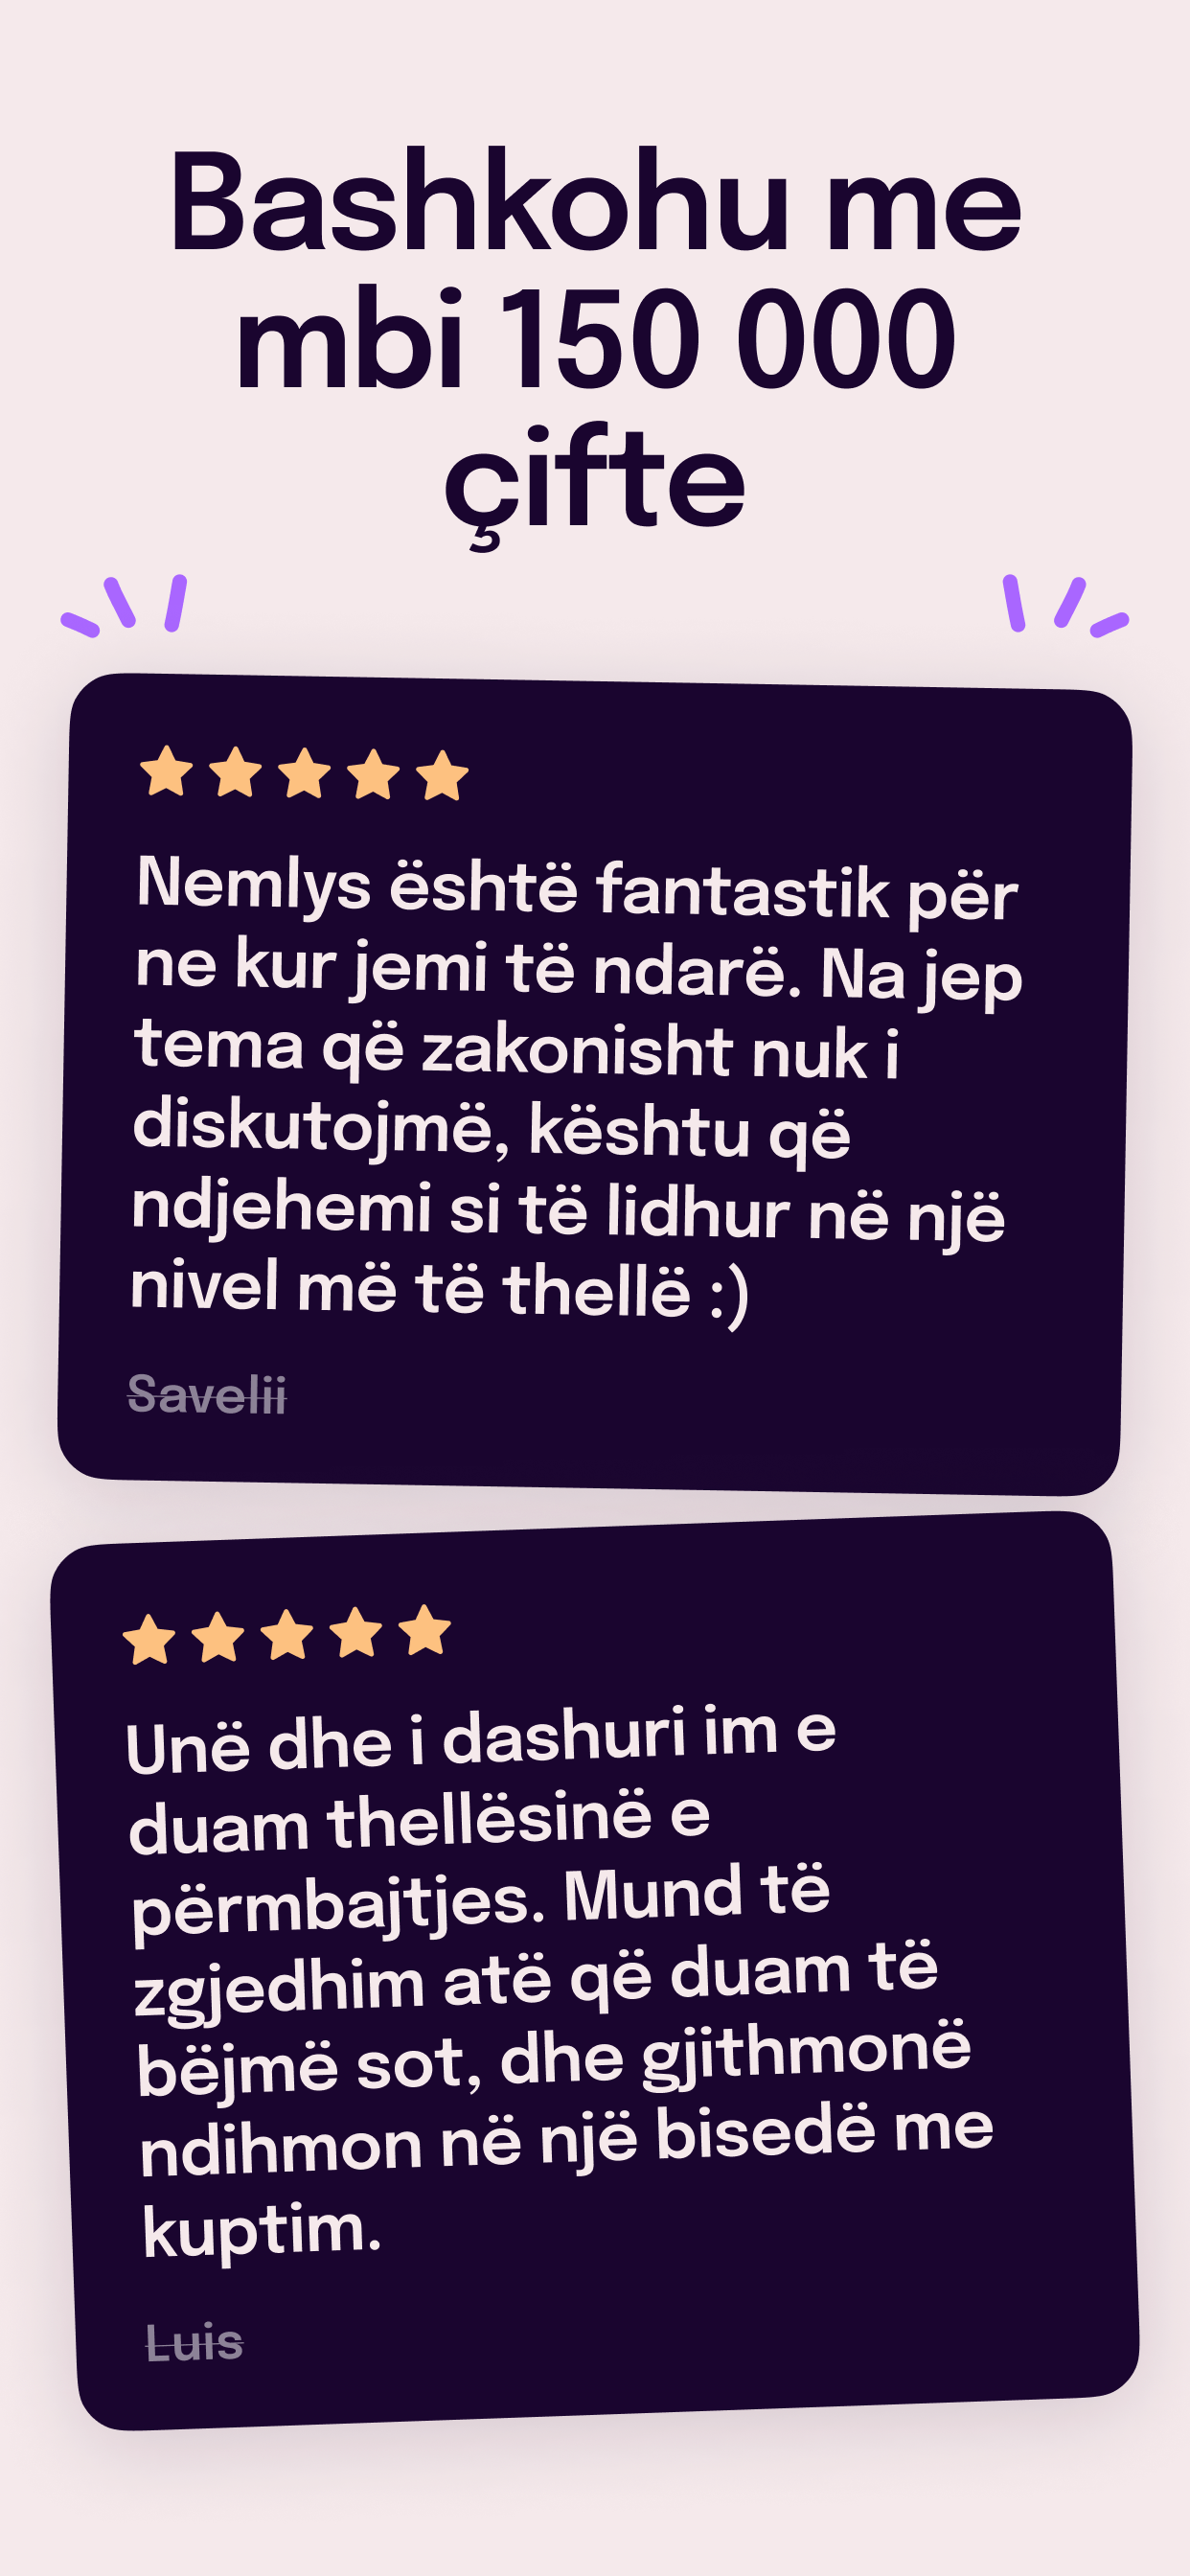 Bashkohu me
mbi 150 000
çifte
Nemlys është fantastik për
ne kur jemi të ndarë. Na jep
tema që zakonisht nuk i
diskutojmë, kështu që
ndjehemi si të lidhur në një
nivel më të thellë :)
Savelii
Unë dhe i dashuri im e
duam thellësinë e
përmbajtjes. Mund të
zgjedhim atë që duam të
bëjmë sot, dhe gjithmonë
ndihmon në një bisedë me
kuptim.
Luis